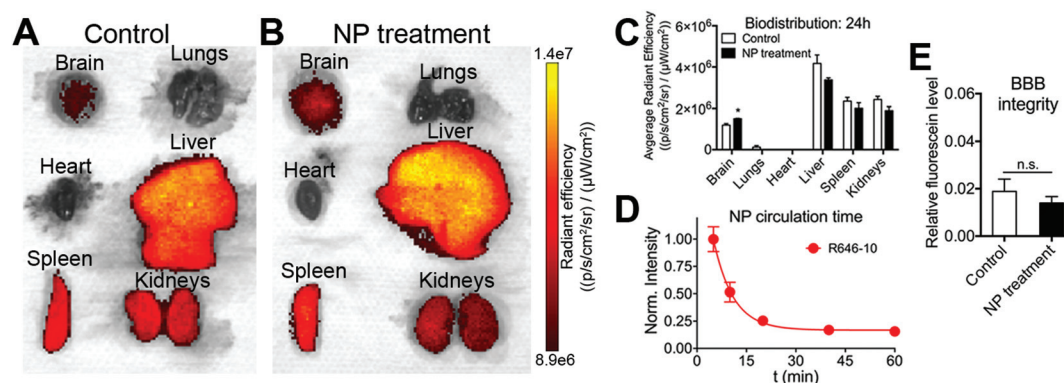 A
Control
Brain
Lungs
Heart
Liver
Spleen
Kidneys
B
NP treatment
Brain
Lungs
Heart
Liver
Spleen
Kidneys
1.4e7
Radiant efficiency
((p/s/cm²/sr) / (µW/cm²))
8.9e6
C
Biodistribution: 24h
Control
NP treatment
Avgerage Radiant Efficiency
((p/s/cm²/sr) / (µW/cm²))
6×10⁶
4×10⁶
2×10⁶
0
*
Brain
Lungs
Heart
Liver
Spleen
Kidneys
D
NP circulation time
R646-10
Norm. Intensity
1.00
0.75
0.50
0.25
0
0 15 30 45 60
t (min)
E
BBB
integrity
Relative fluorescein level
0.06
0.04
0.02
0.00
n.s.
Control
NP treatment